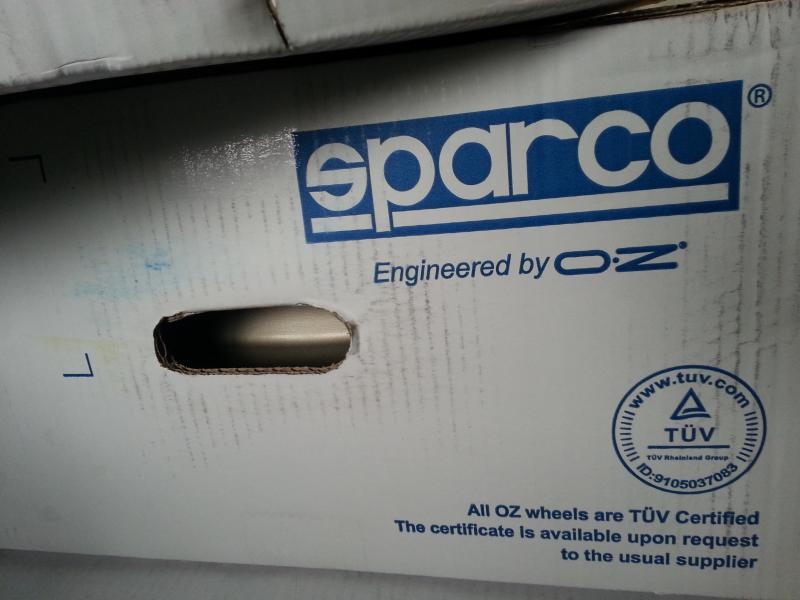 sparco®
Engineered by O·Z
www.tuv.com
TÜV
TÜV Rheinland Group
ID:9105037083
All OZ wheels are TÜV Certified
The certificate is available upon request
to the usual supplier